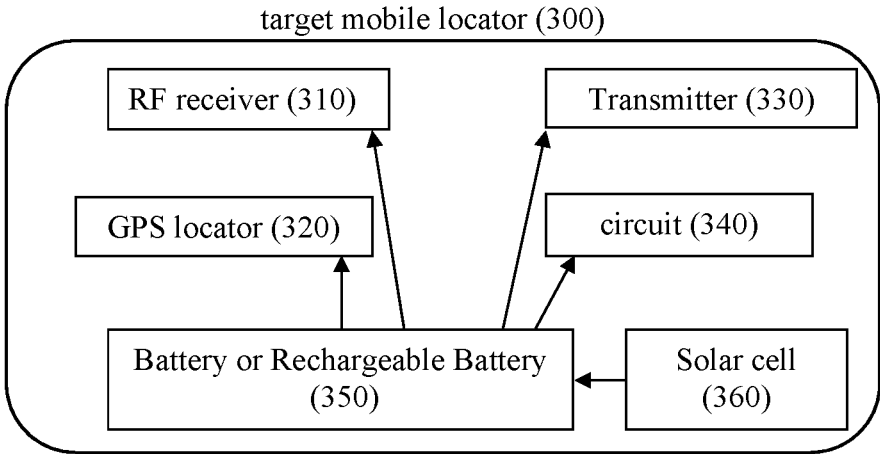 target mobile locator (300)
RF receiver (310)
Transmitter (330)
GPS locator (320)
circuit (340)
Battery or Rechargeable Battery
(350)
Solar cell
(360)